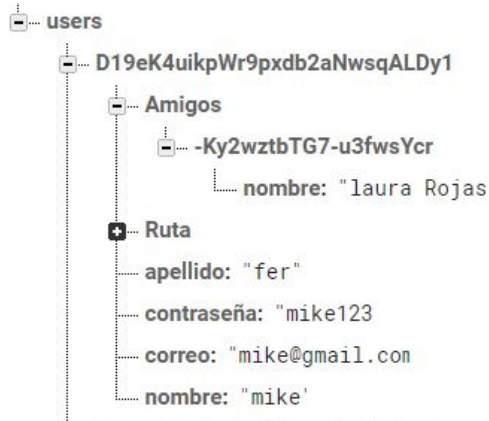 users
D19eK4uikpWr9pxdb2aNwsqALDy1
Amigos
-Ky2wztbTG7-u3fwsYcr
nombre: "laura Rojas
Ruta
apellido: "fer"
contraseña: "mike123
correo: "mike@gmail.com
nombre: "mike'